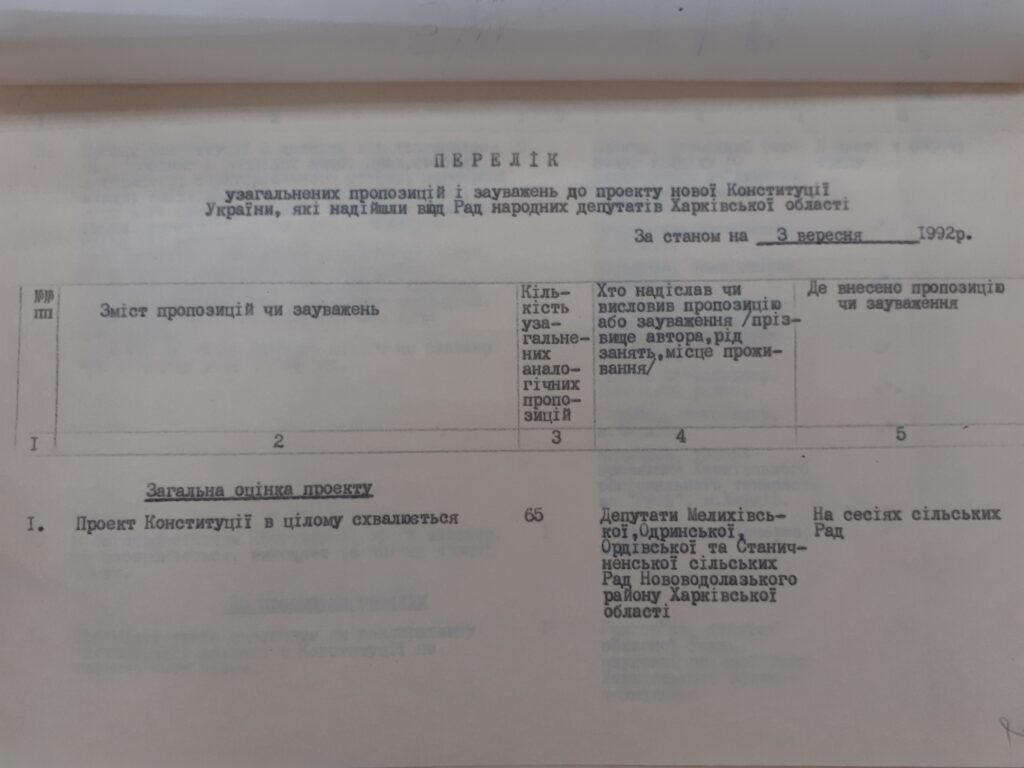 П Е Р Е Л І К
узагальнених пропозицій і зауважень до проекту нової Конституції
України, які надійшли від Рад народних депутатів Харківської області
За станом на 3 вересня 1992р.
№№
пп
Зміст пропозицій чи зауважень
Кіль-
кість
уза-
гальне-
них
анало-
гічних
пропо-
зицій
Хто надіслав чи
висловив пропозицію
або зауваження /пріз-
вище автора,рід
занять,місце прожи-
вання/
Де внесено пропозицію
чи зауваження
I 2 3 4 5
Загальна оцінка проекту
I. Проект Конституції в цілому схвалюється
65
Депутати Мелихівсь-
кої,Одринської,
Ордівської та Станич-
ненської сільських
Рад Нововодолазького
району Харківської
області
На сесіях сільських
Рад